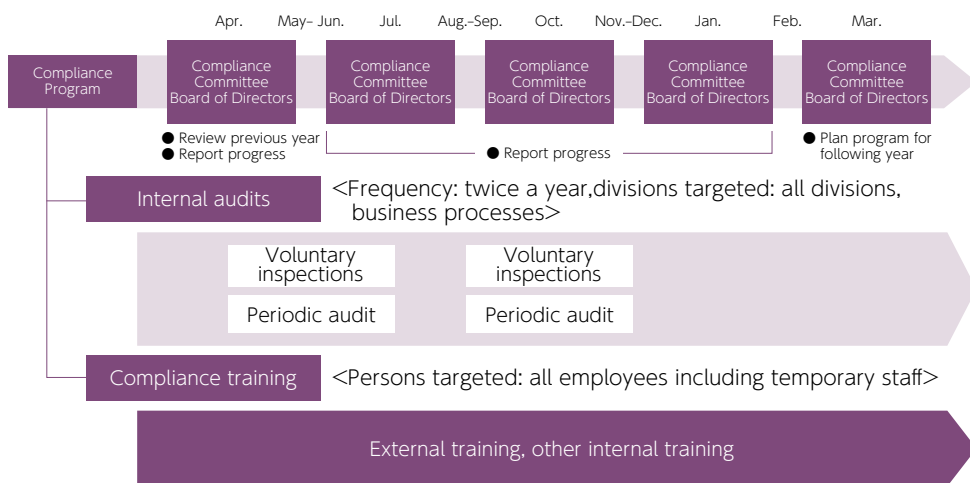 Apr. May– Jun. Jul. Aug.–Sep. Oct. Nov.–Dec. Jan. Feb. Mar.
Compliance
Program
Compliance
Committee
Board of Directors
Compliance
Committee
Board of Directors
Compliance
Committee
Board of Directors
Compliance
Committee
Board of Directors
Compliance
Committee
Board of Directors
● Review previous year
● Report progress
● Report progress
● Plan program for
following year
Internal audits
<Frequency: twice a year,divisions targeted: all divisions,
business processes>
Voluntary
inspections
Voluntary
inspections
Periodic audit
Periodic audit
Compliance training
<Persons targeted: all employees including temporary staff>
External training, other internal training